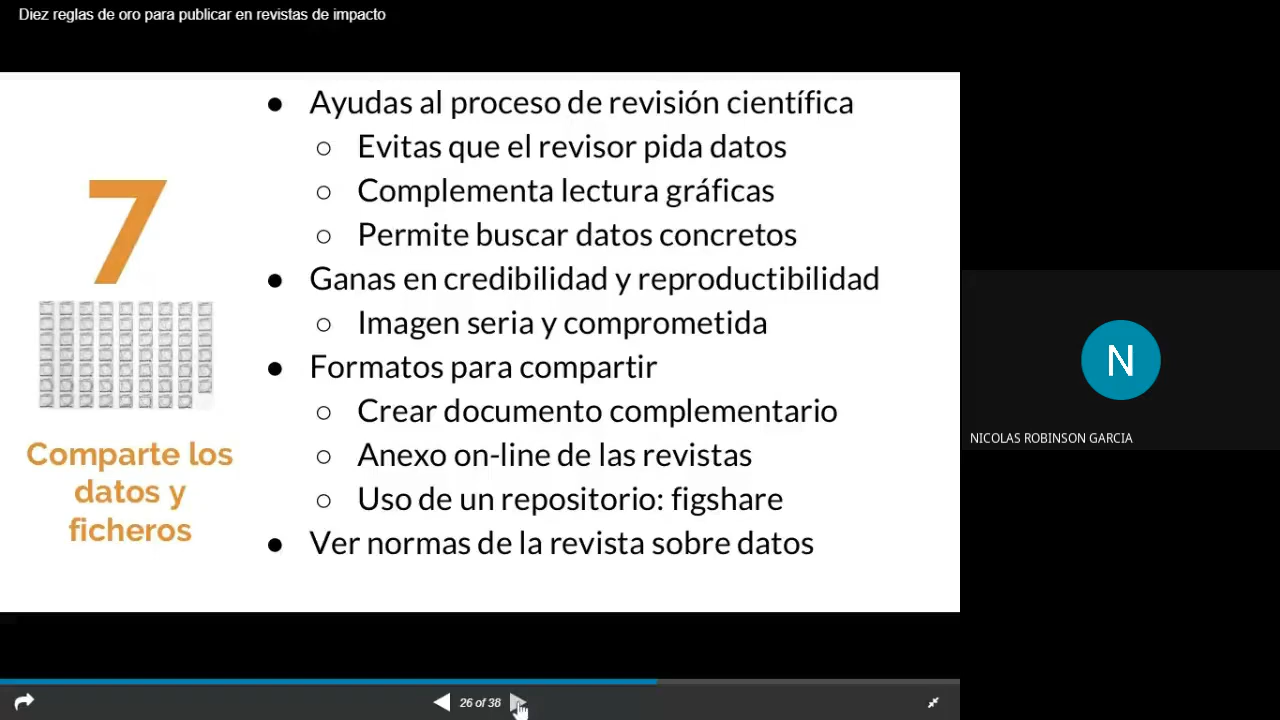 Diez reglas de oro para publicar en revistas de impacto
7
Comparte los
datos y
ficheros
● Ayudas al proceso de revisión científica
○ Evitas que el revisor pida datos
○ Complementa lectura gráficas
○ Permite buscar datos concretos
● Ganas en credibilidad y reproductibilidad
○ Imagen seria y comprometida
● Formatos para compartir
○ Crear documento complementario
○ Anexo on-line de las revistas
○ Uso de un repositorio: figshare
● Ver normas de la revista sobre datos
N
NICOLAS ROBINSON GARCIA
26 of 38